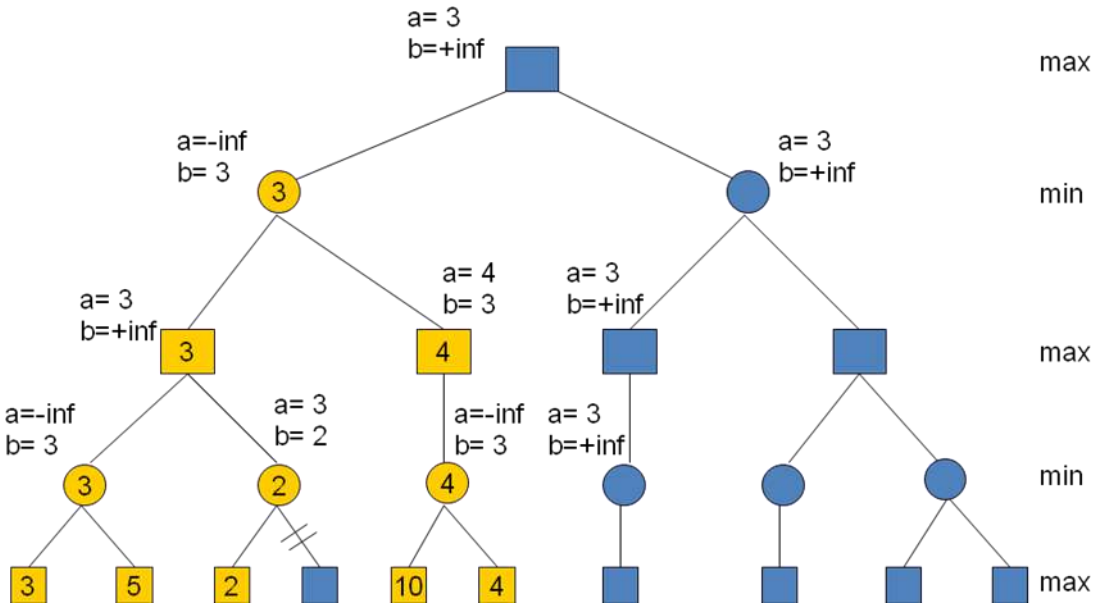 a= 3
b=+inf
max
a=-inf
b= 3
a= 3
b=+inf
3
min
a= 3
b=+inf
a= 4
b= 3
a= 3
b=+inf
3
4
max
a=-inf
b= 3
a= 3
b= 2
a=-inf
b= 3
a= 3
b=+inf
3
2
4
min
3
5
2
10
4
max